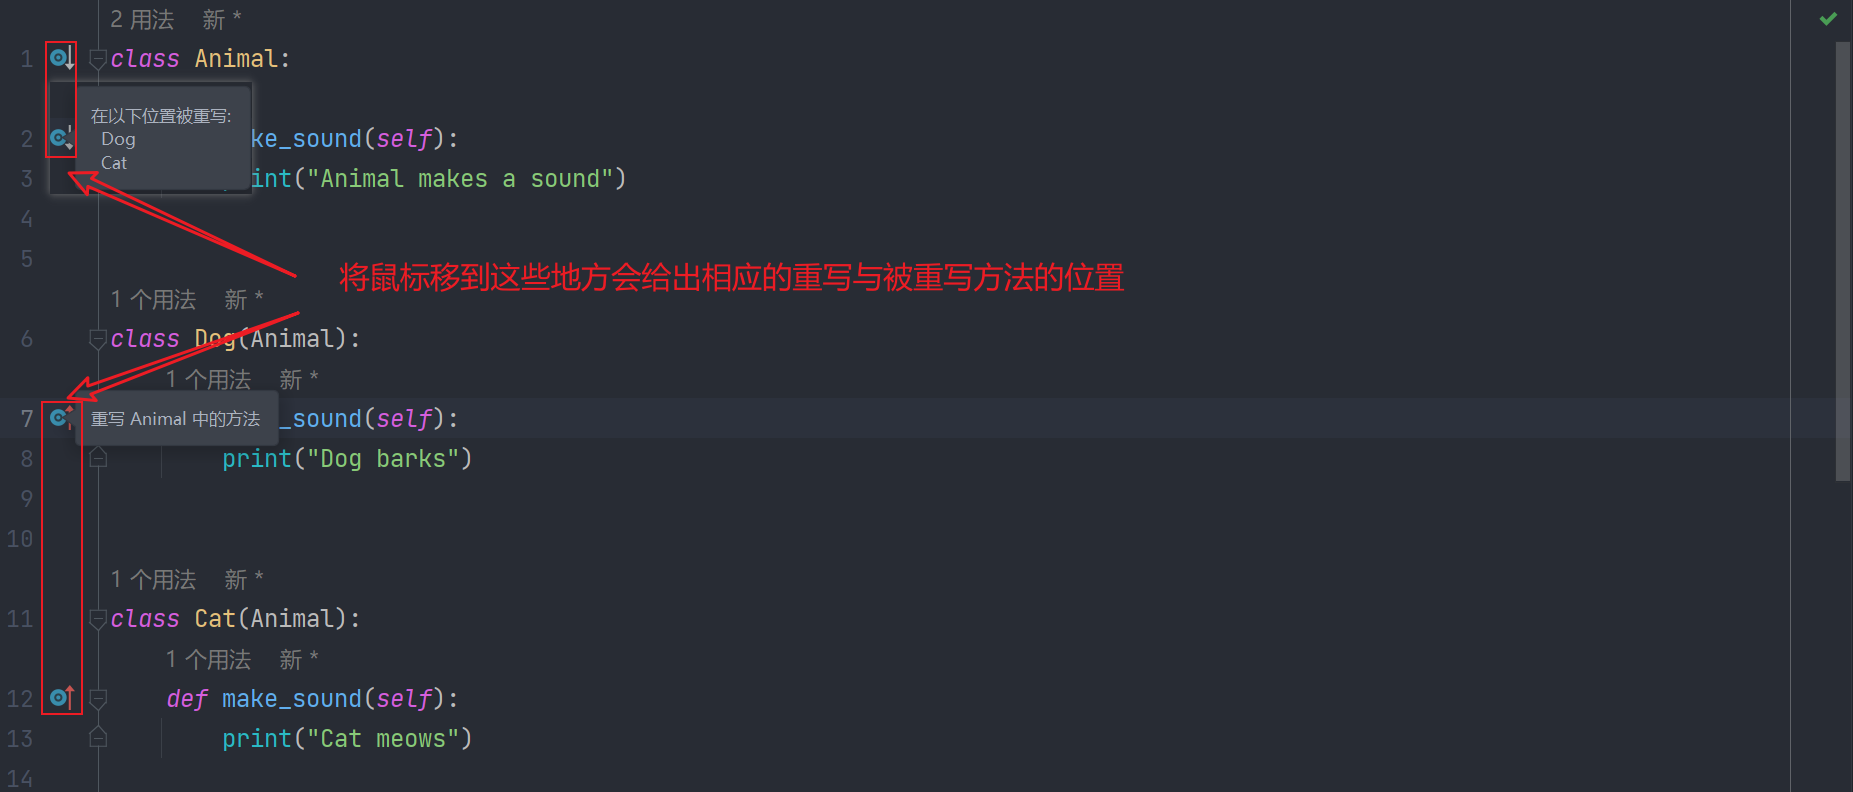 2 用法 新 *
1 class Animal:
在以下位置被重写:
Dog
Cat
2 ke_sound(self):
3 int("Animal makes a sound")
4
5
将鼠标移到这些地方会给出相应的重写与被重写方法的位置
1 个用法 新 *
6 class Dog(Animal):
1 个用法 新 *
7 _sound(self):
重写 Animal 中的方法
8 print("Dog barks")
9
10
1 个用法 新 *
11 class Cat(Animal):
1 个用法 新 *
12 def make_sound(self):
13 print("Cat meows")
14